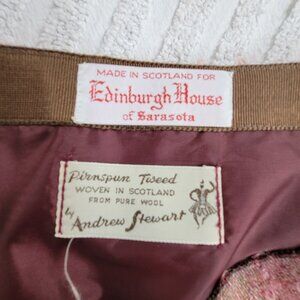 MADE IN SCOTLAND FOR
Edinburgh House
of Sarasota
Pirnspun Tweed
WOVEN IN SCOTLAND
FROM PURE WOOL
by Andrew Stewart